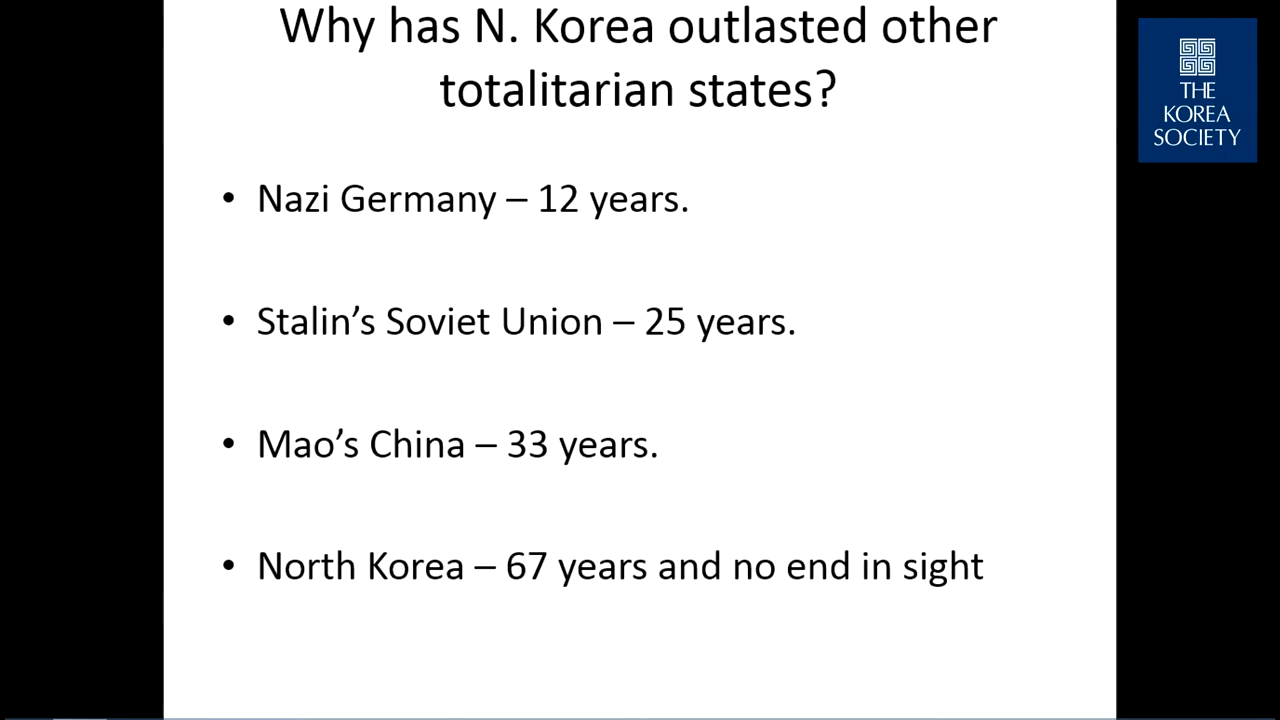 Why has N. Korea outlasted other
totalitarian states?
• Nazi Germany – 12 years.
• Stalin’s Soviet Union – 25 years.
• Mao’s China – 33 years.
• North Korea – 67 years and no end in sight
THE
KOREA
SOCIETY